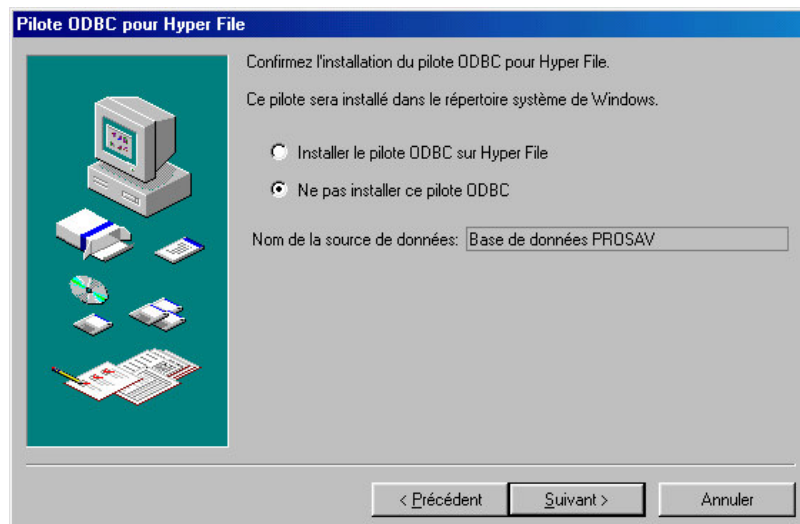 Pilote ODBC pour Hyper File
Confirmez l'installation du pilote ODBC pour Hyper File.
Ce pilote sera installé dans le répertoire système de Windows.
Installer le pilote ODBC sur Hyper File
Ne pas installer ce pilote ODBC
Nom de la source de données: Base de données PROSAV
< Précédent Suivant > Annuler